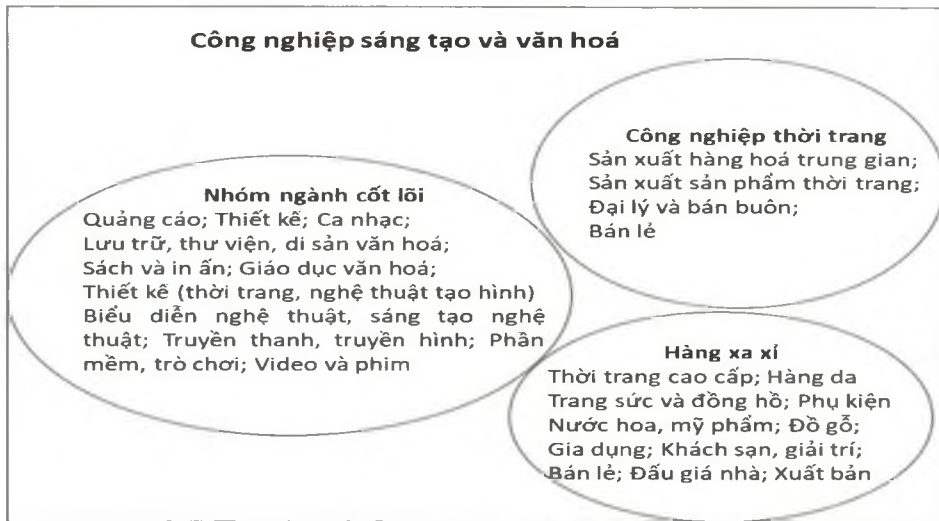 Công nghiệp sáng tạo và văn hoá
Nhóm ngành cốt lõi
Quảng cáo; Thiết kế; Ca nhạc;
Lưu trữ, thư viện, di sản văn hoá;
Sách và in ấn; Giáo dục văn hoá;
Thiết kế (thời trang, nghệ thuật tạo hình)
Biểu diễn nghệ thuật, sáng tạo nghệ
thuật; Truyền thanh, truyền hình; Phần
mềm, trò chơi; Video và phim
Công nghiệp thời trang
Sản xuất hàng hoá trung gian;
Sản xuất sản phẩm thời trang;
Đại lý và bán buôn;
Bán lẻ
Hàng xa xỉ
Thời trang cao cấp; Hàng da
Trang sức và đồng hồ; Phụ kiện
Nước hoa, mỹ phẩm; Đồ gỗ;
Gia dụng; Khách sạn, giải trí;
Bán lẻ; Đấu giá nhà; Xuất bản